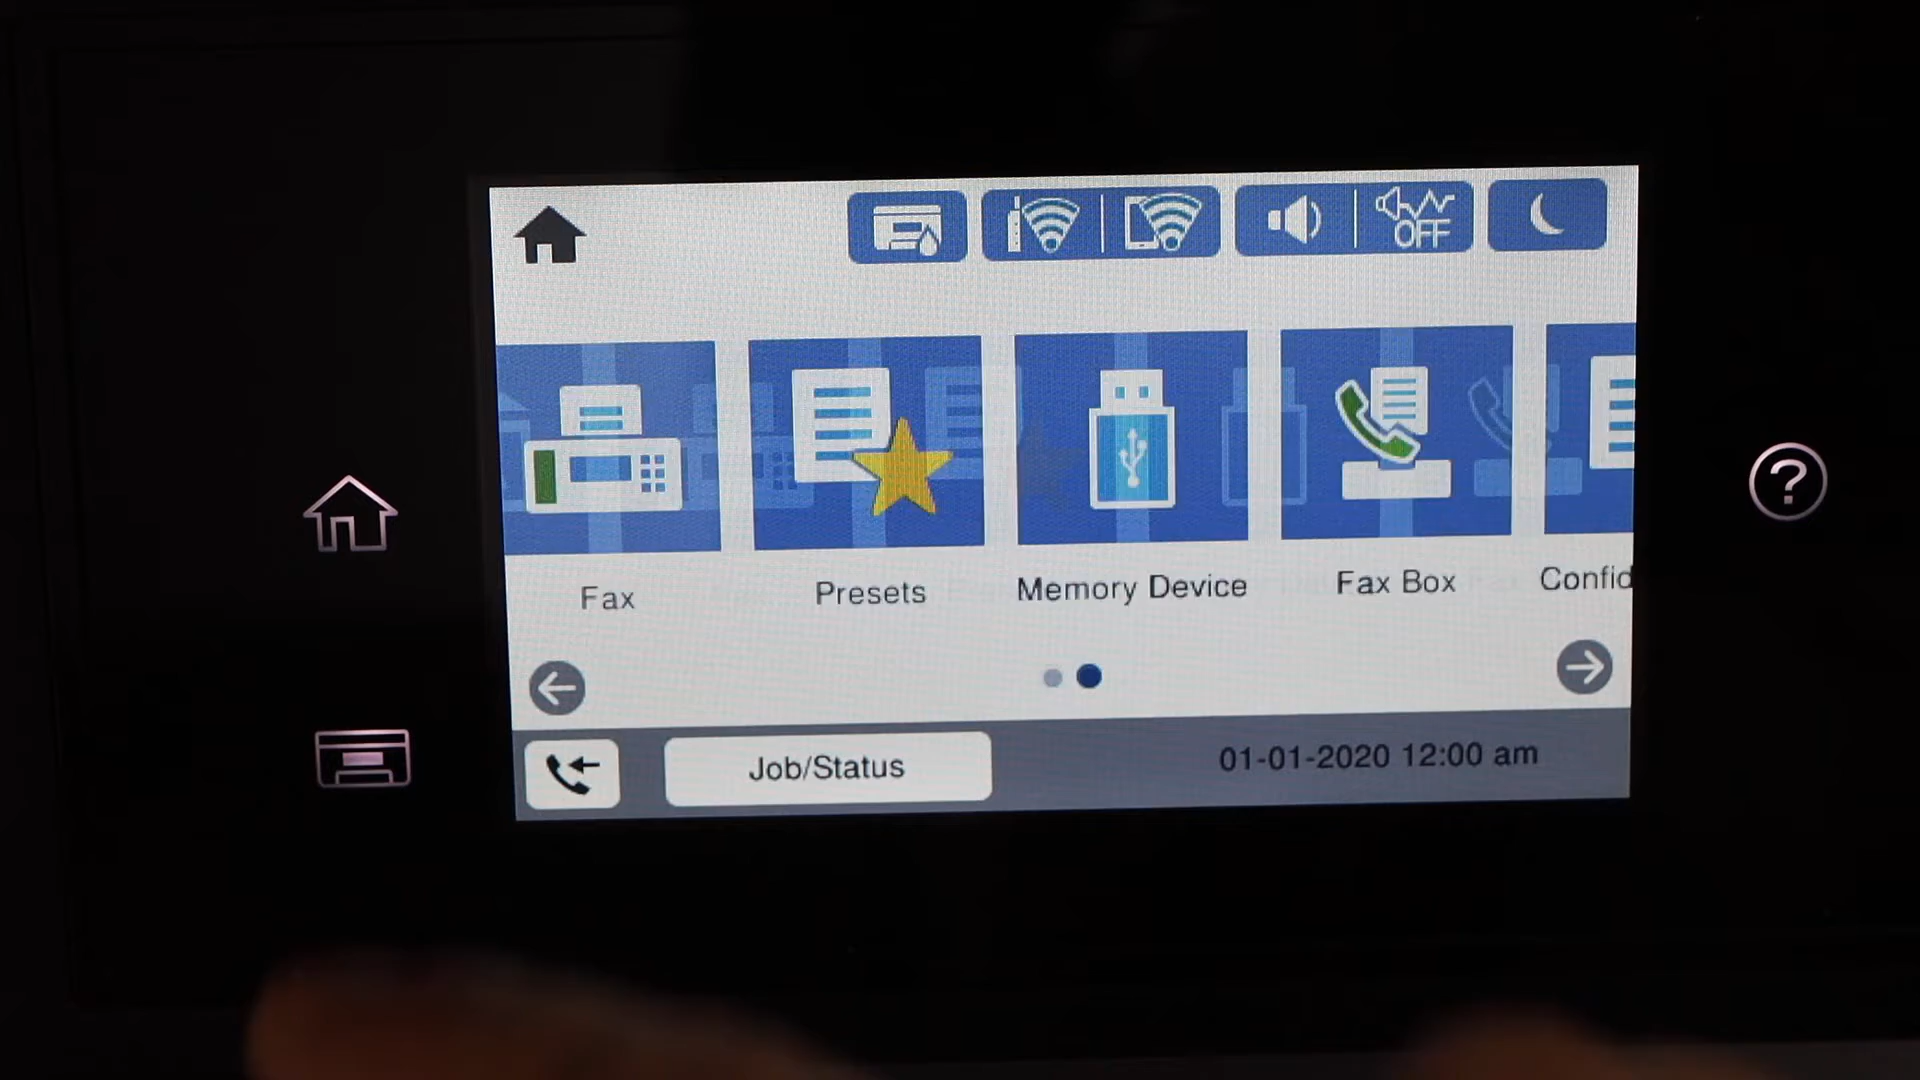 OFF
Fax
Presets
Memory Device
Fax Box
Confid
Job/Status
01-01-2020 12:00 am